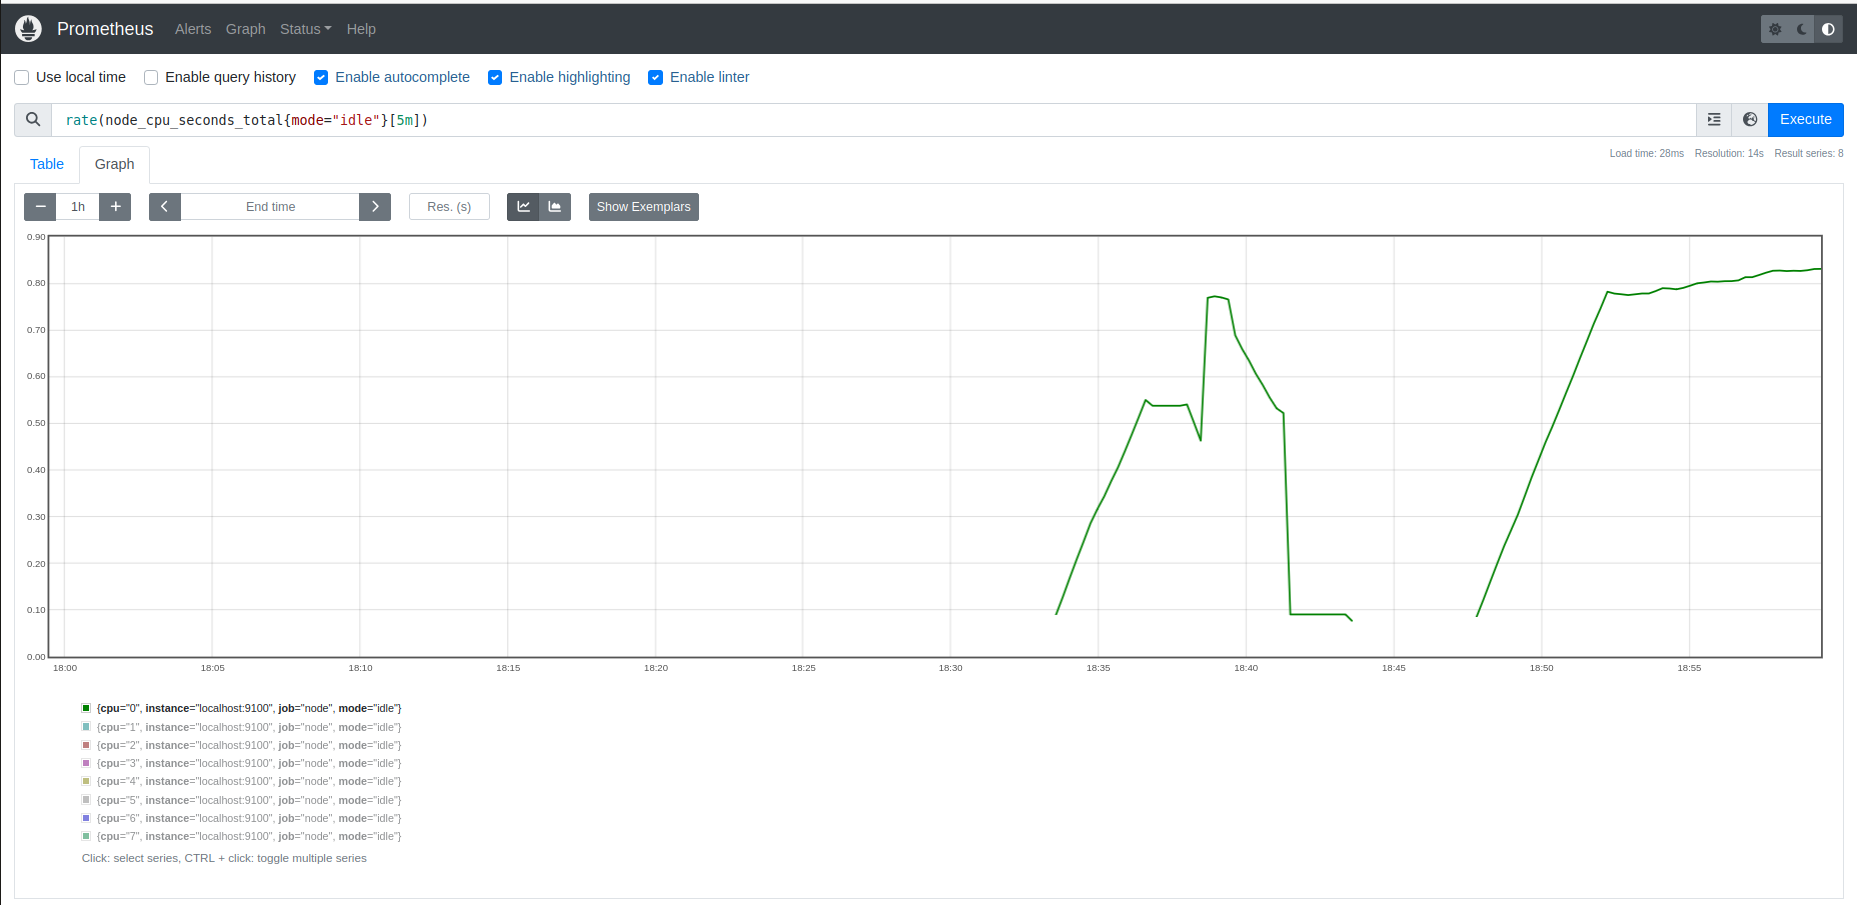 Prometheus Alerts Graph Status Help
Use local time Enable query history Enable autocomplete Enable highlighting Enable linter
rate(node_cpu_seconds_total{mode="idle"}[5m]) Execute
Table Graph Load time: 28ms Resolution: 14s Result series: 8
− 1h + End time Res. (s) Show Exemplars
0.90
0.80
0.70
0.60
0.50
0.40
0.30
0.20
0.10
0.00
18:00 18:05 18:10 18:15 18:20 18:25 18:30 18:35 18:40 18:45 18:50 18:55
{cpu="0", instance="localhost:9100", job="node", mode="idle"}
{cpu="1", instance="localhost:9100", job="node", mode="idle"}
{cpu="2", instance="localhost:9100", job="node", mode="idle"}
{cpu="3", instance="localhost:9100", job="node", mode="idle"}
{cpu="4", instance="localhost:9100", job="node", mode="idle"}
{cpu="5", instance="localhost:9100", job="node", mode="idle"}
{cpu="6", instance="localhost:9100", job="node", mode="idle"}
{cpu="7", instance="localhost:9100", job="node", mode="idle"}
Click: select series, CTRL + click: toggle multiple series